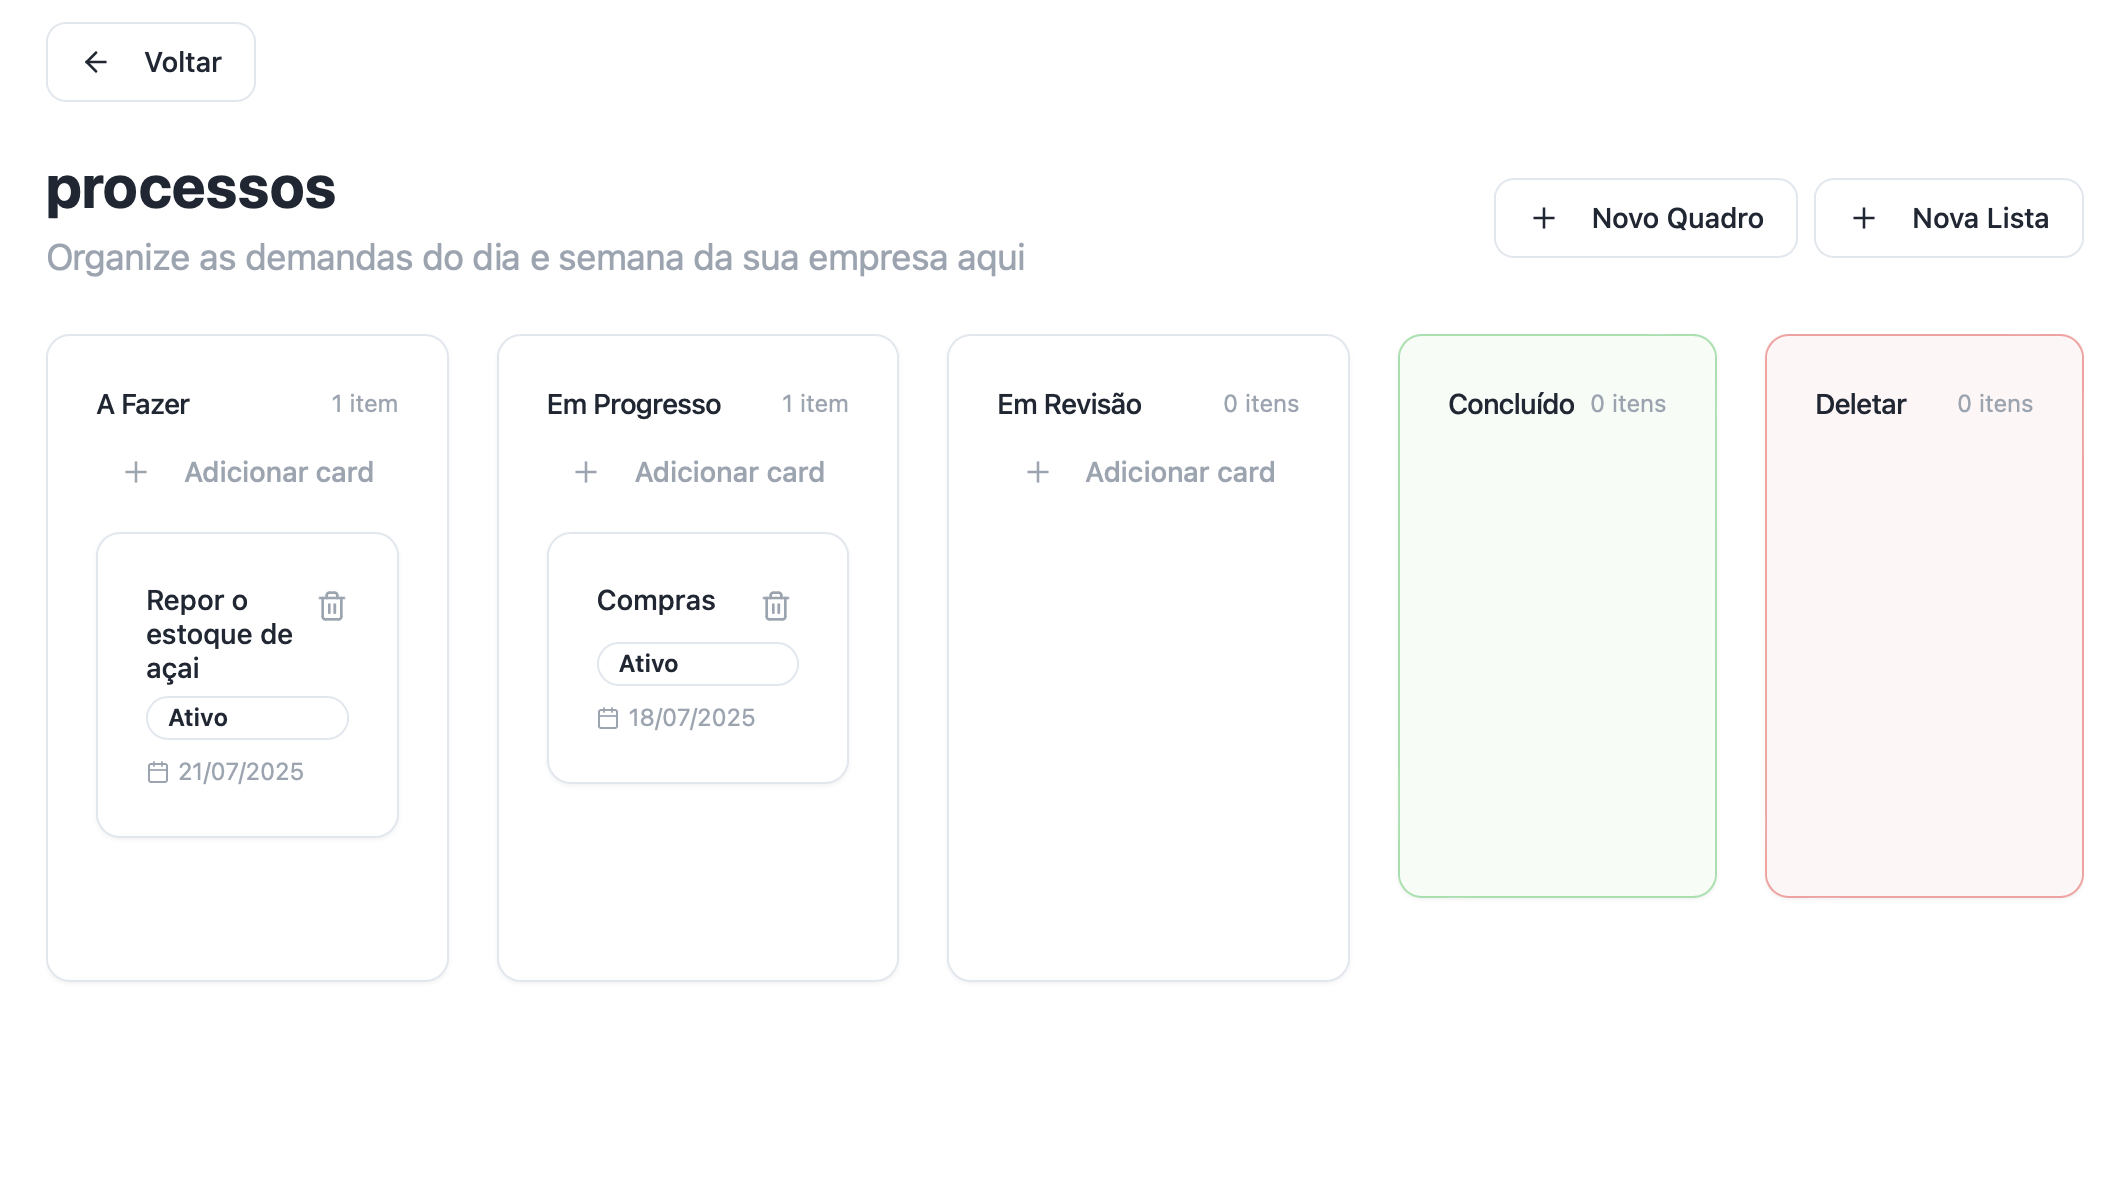 Voltar
processos
Organize as demandas do dia e semana da sua empresa aqui
Novo Quadro
Nova Lista
A Fazer 1 item
Adicionar card
Repor o
estoque de
açai
Ativo
21/07/2025
Em Progresso 1 item
Adicionar card
Compras
Ativo
18/07/2025
Em Revisão 0 itens
Adicionar card
Concluído 0 itens
Deletar 0 itens